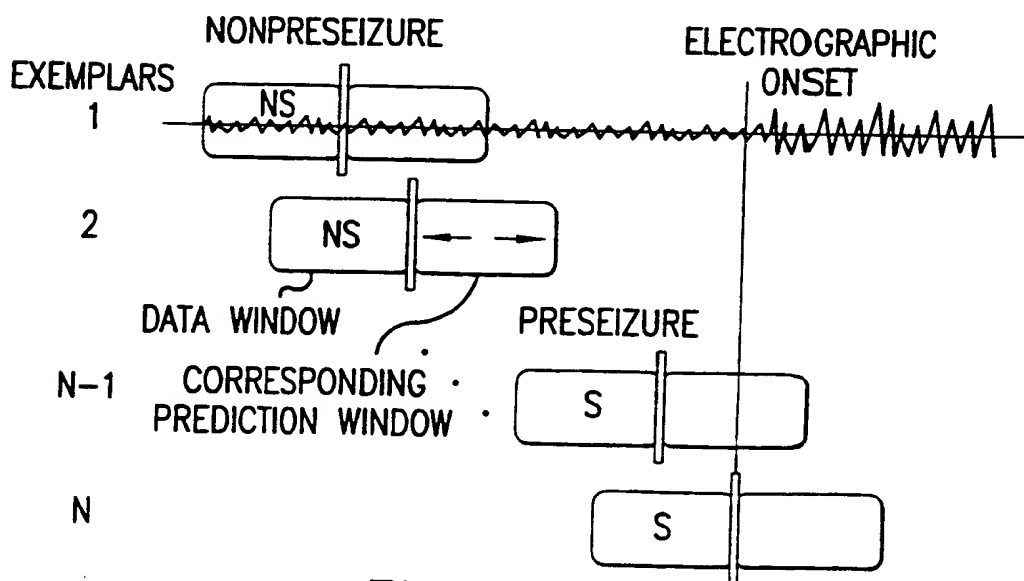 NONPRESEIZURE
ELECTROGRAPHIC
ONSET
EXEMPLARS
1
NS
2
NS
DATA WINDOW
PRESEIZURE
CORRESPONDING
PREDICTION WINDOW
N-1
S
N
S